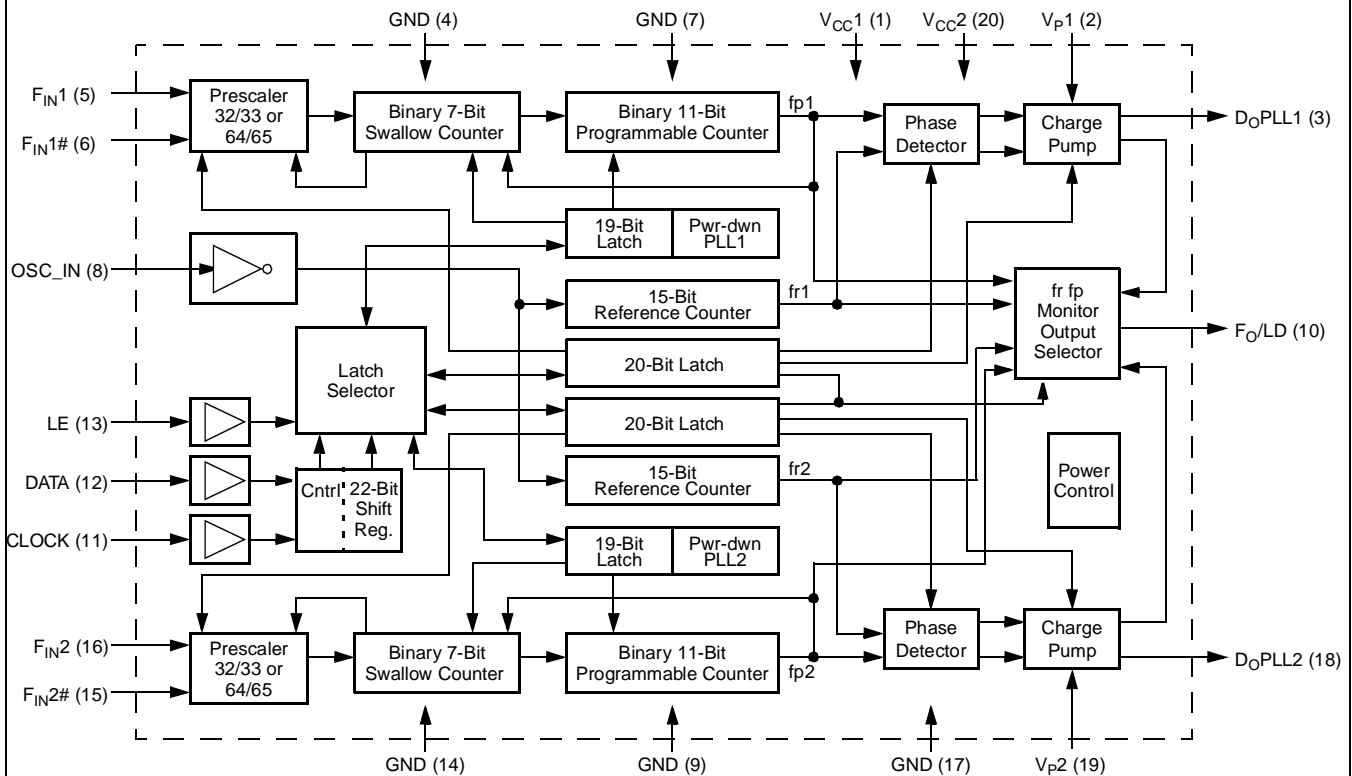 GND (4)
GND (7)
VCC1 (1)
VCC2 (20)
VP1 (2)
FIN1 (5)
FIN1# (6)
Prescaler
32/33 or
64/65
Binary 7-Bit
Swallow Counter
Binary 11-Bit
Programmable Counter
fp1
Phase
Detector
Charge
Pump
DOPLL1 (3)
19-Bit
Latch
Pwr-dwn
PLL1
OSC_IN (8)
15-Bit
Reference Counter
fr1
fr fp
Monitor
Output
Selector
FO/LD (10)
Latch
Selector
20-Bit Latch
20-Bit Latch
LE (13)
DATA (12)
CLOCK (11)
Cntrl
22-Bit
Shift
Reg.
15-Bit
Reference Counter
fr2
Power
Control
19-Bit
Latch
Pwr-dwn
PLL2
FIN2 (16)
FIN2# (15)
Prescaler
32/33 or
64/65
Binary 7-Bit
Swallow Counter
Binary 11-Bit
Programmable Counter
fp2
Phase
Detector
Charge
Pump
DOPLL2 (18)
GND (14)
GND (9)
GND (17)
VP2 (19)